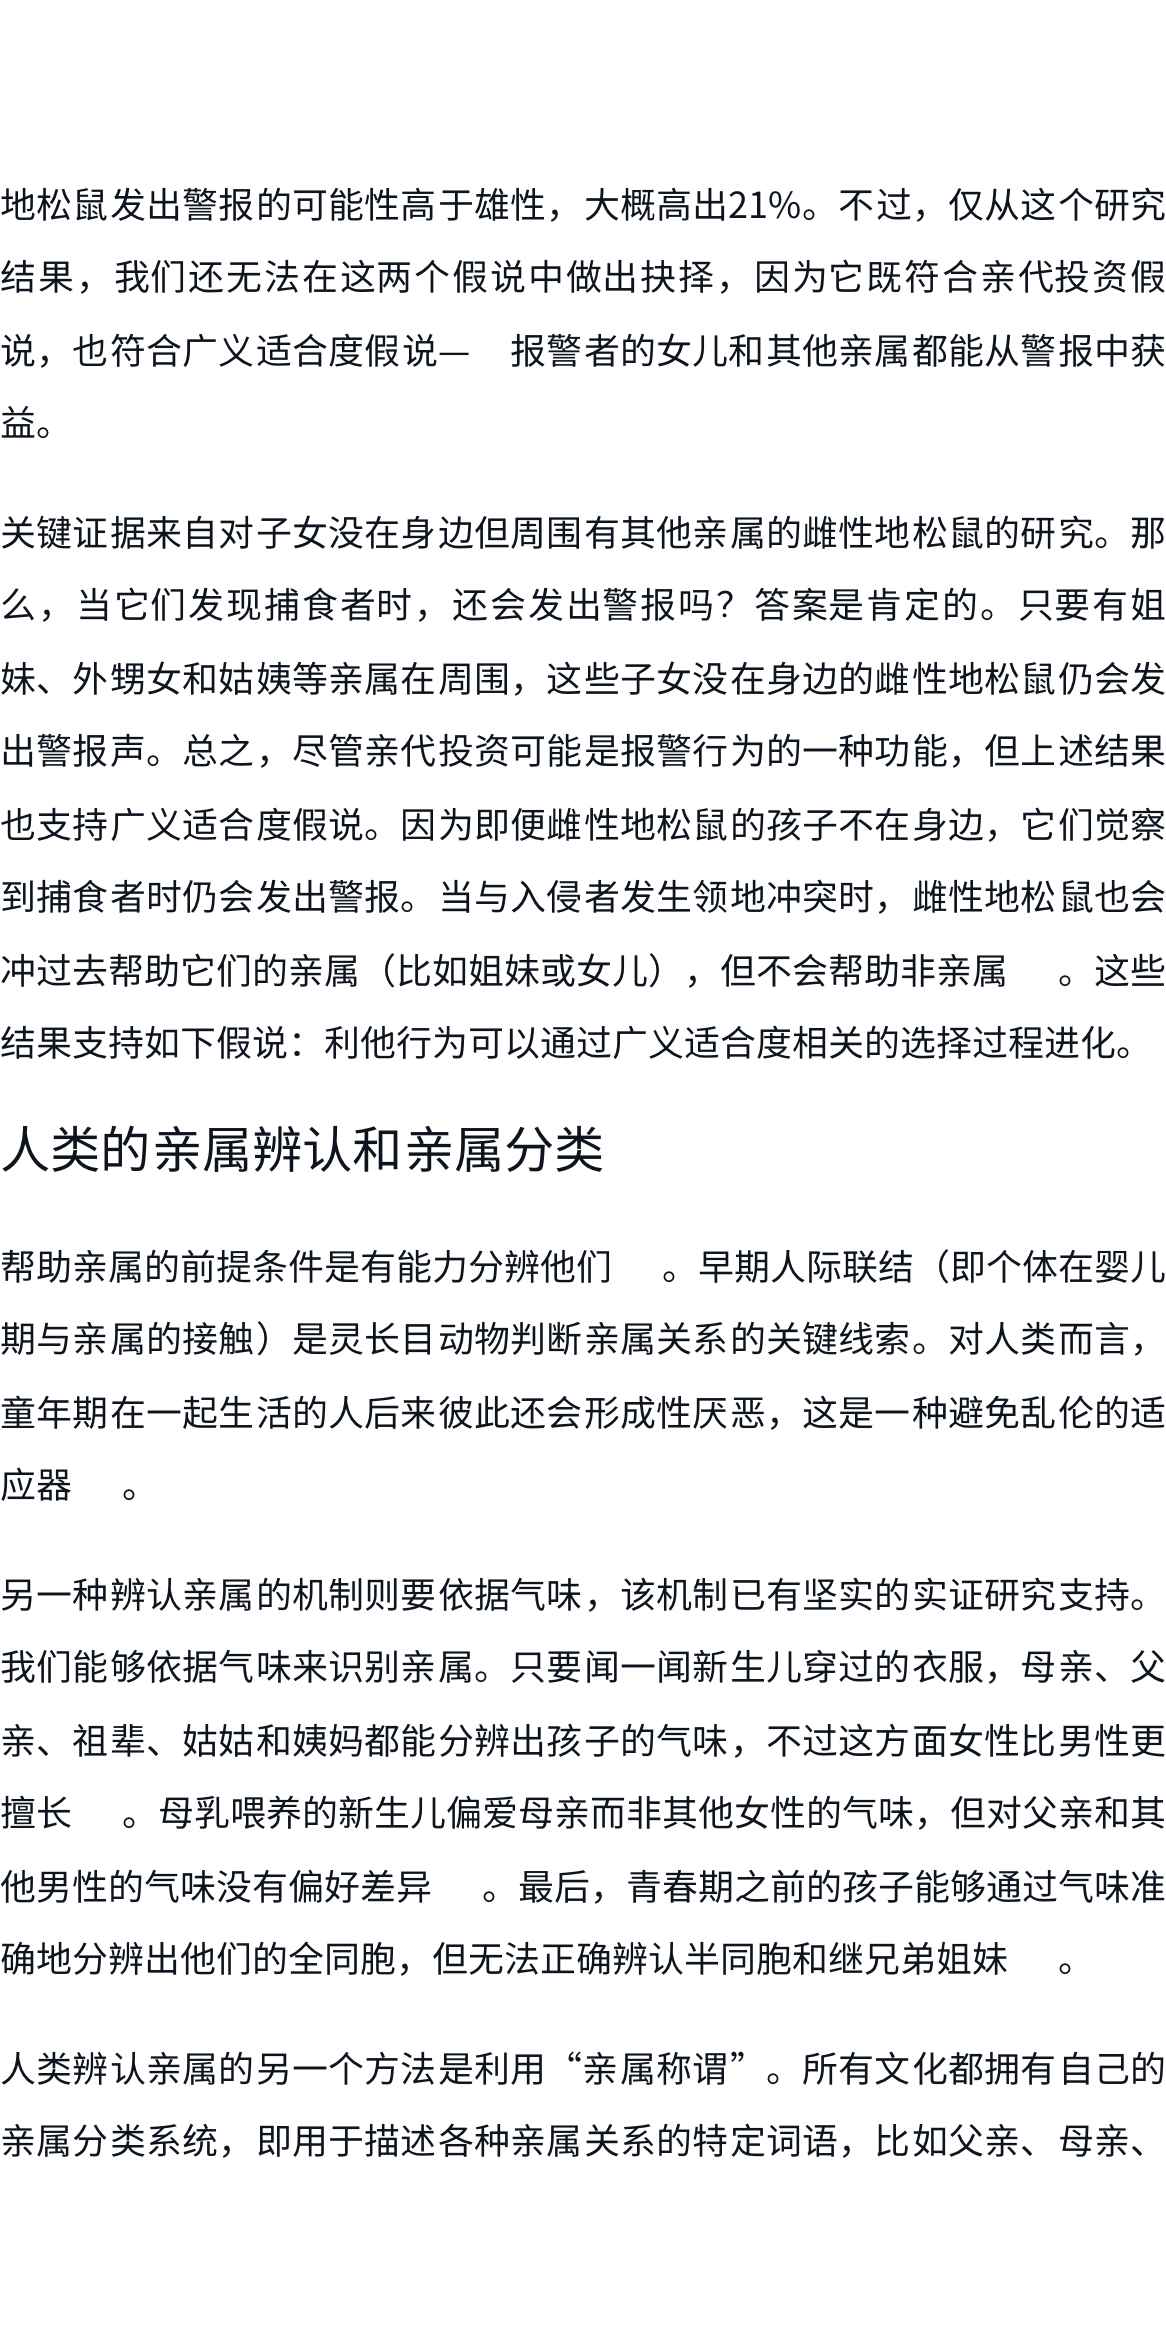 地松鼠发出警报的可能性高于雄性，大概高出21%。不过，仅从这个研究
结果，我们还无法在这两个假说中做出抉择，因为它既符合亲代投资假
说，也符合广义适合度假说— 报警者的女儿和其他亲属都能从警报中获
益。
关键证据来自对子女没在身边但周围有其他亲属的雌性地松鼠的研究。那
么，当它们发现捕食者时，还会发出警报吗？答案是肯定的。只要有姐
妹、外甥女和姑姨等亲属在周围，这些子女没在身边的雌性地松鼠仍会发
出警报声。总之，尽管亲代投资可能是报警行为的一种功能，但上述结果
也支持广义适合度假说。因为即便雌性地松鼠的孩子不在身边，它们觉察
到捕食者时仍会发出警报。当与入侵者发生领地冲突时，雌性地松鼠也会
冲过去帮助它们的亲属（比如姐妹或女儿），但不会帮助非亲属 。这些
结果支持如下假说：利他行为可以通过广义适合度相关的选择过程进化。
人类的亲属辨认和亲属分类
帮助亲属的前提条件是有能力分辨他们 。早期人际联结（即个体在婴儿
期与亲属的接触）是灵长目动物判断亲属关系的关键线索。对人类而言，
童年期在一起生活的人后来彼此还会形成性厌恶，这是一种避免乱伦的适
应器 。
另一种辨认亲属的机制则要依据气味，该机制已有坚实的实证研究支持。
我们能够依据气味来识别亲属。只要闻一闻新生儿穿过的衣服，母亲、父
亲、祖辈、姑姑和姨妈都能分辨出孩子的气味，不过这方面女性比男性更
擅长 。母乳喂养的新生儿偏爱母亲而非其他女性的气味，但对父亲和其
他男性的气味没有偏好差异 。最后，青春期之前的孩子能够通过气味准
确地分辨出他们的全同胞，但无法正确辨认半同胞和继兄弟姐妹 。
人类辨认亲属的另一个方法是利用“亲属称谓”。所有文化都拥有自己的
亲属分类系统，即用于描述各种亲属关系的特定词语，比如父亲、母亲、